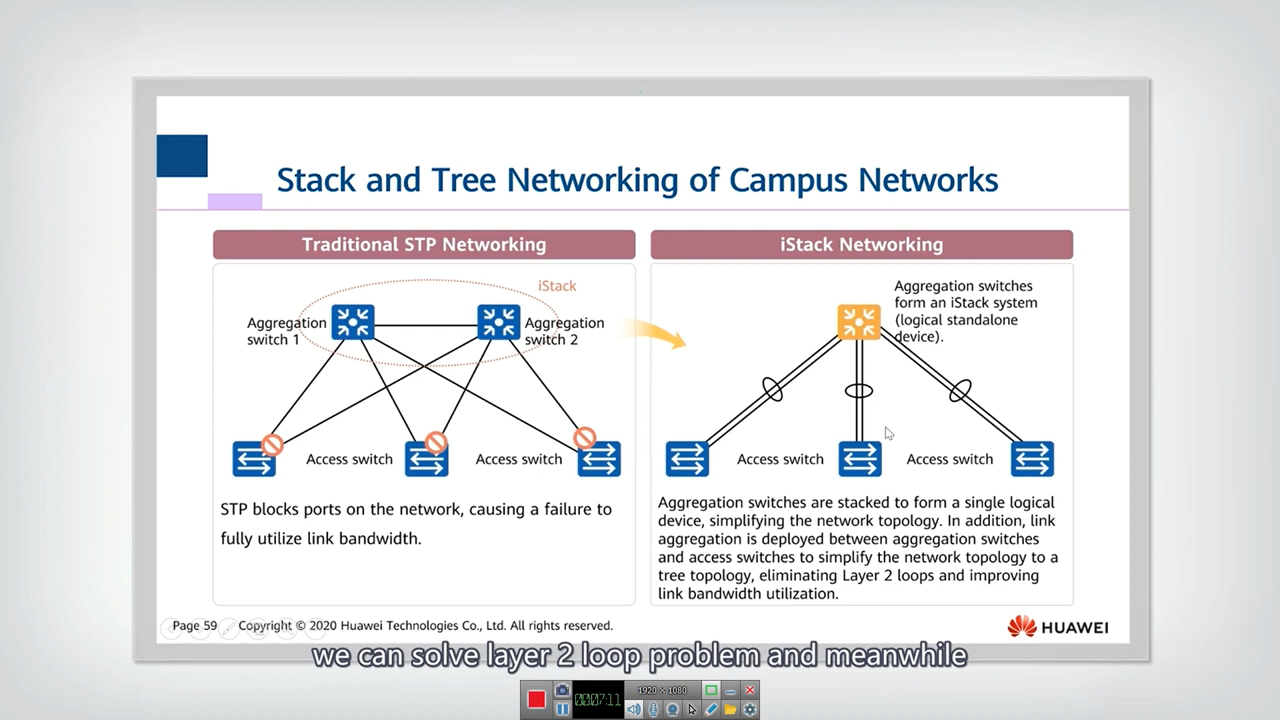 Stack and Tree Networking of Campus Networks
Traditional STP Networking
iStack
Aggregation
switch 1
Aggregation
switch 2
Access switch
Access switch
STP blocks ports on the network, causing a failure to
fully utilize link bandwidth.
iStack Networking
Aggregation switches
form an iStack system
(logical standalone
device).
Access switch
Access switch
Aggregation switches are stacked to form a single logical
device, simplifying the network topology. In addition, link
aggregation is deployed between aggregation switches
and access switches to simplify the network topology to a
tree topology, eliminating Layer 2 loops and improving
link bandwidth utilization.
Page 59 Copyright © 2020 Huawei Technologies Co., Ltd. All rights reserved.
HUAWEI
we can solve layer 2 loop problem and meanwhile
1920 × 1080
000:07:11